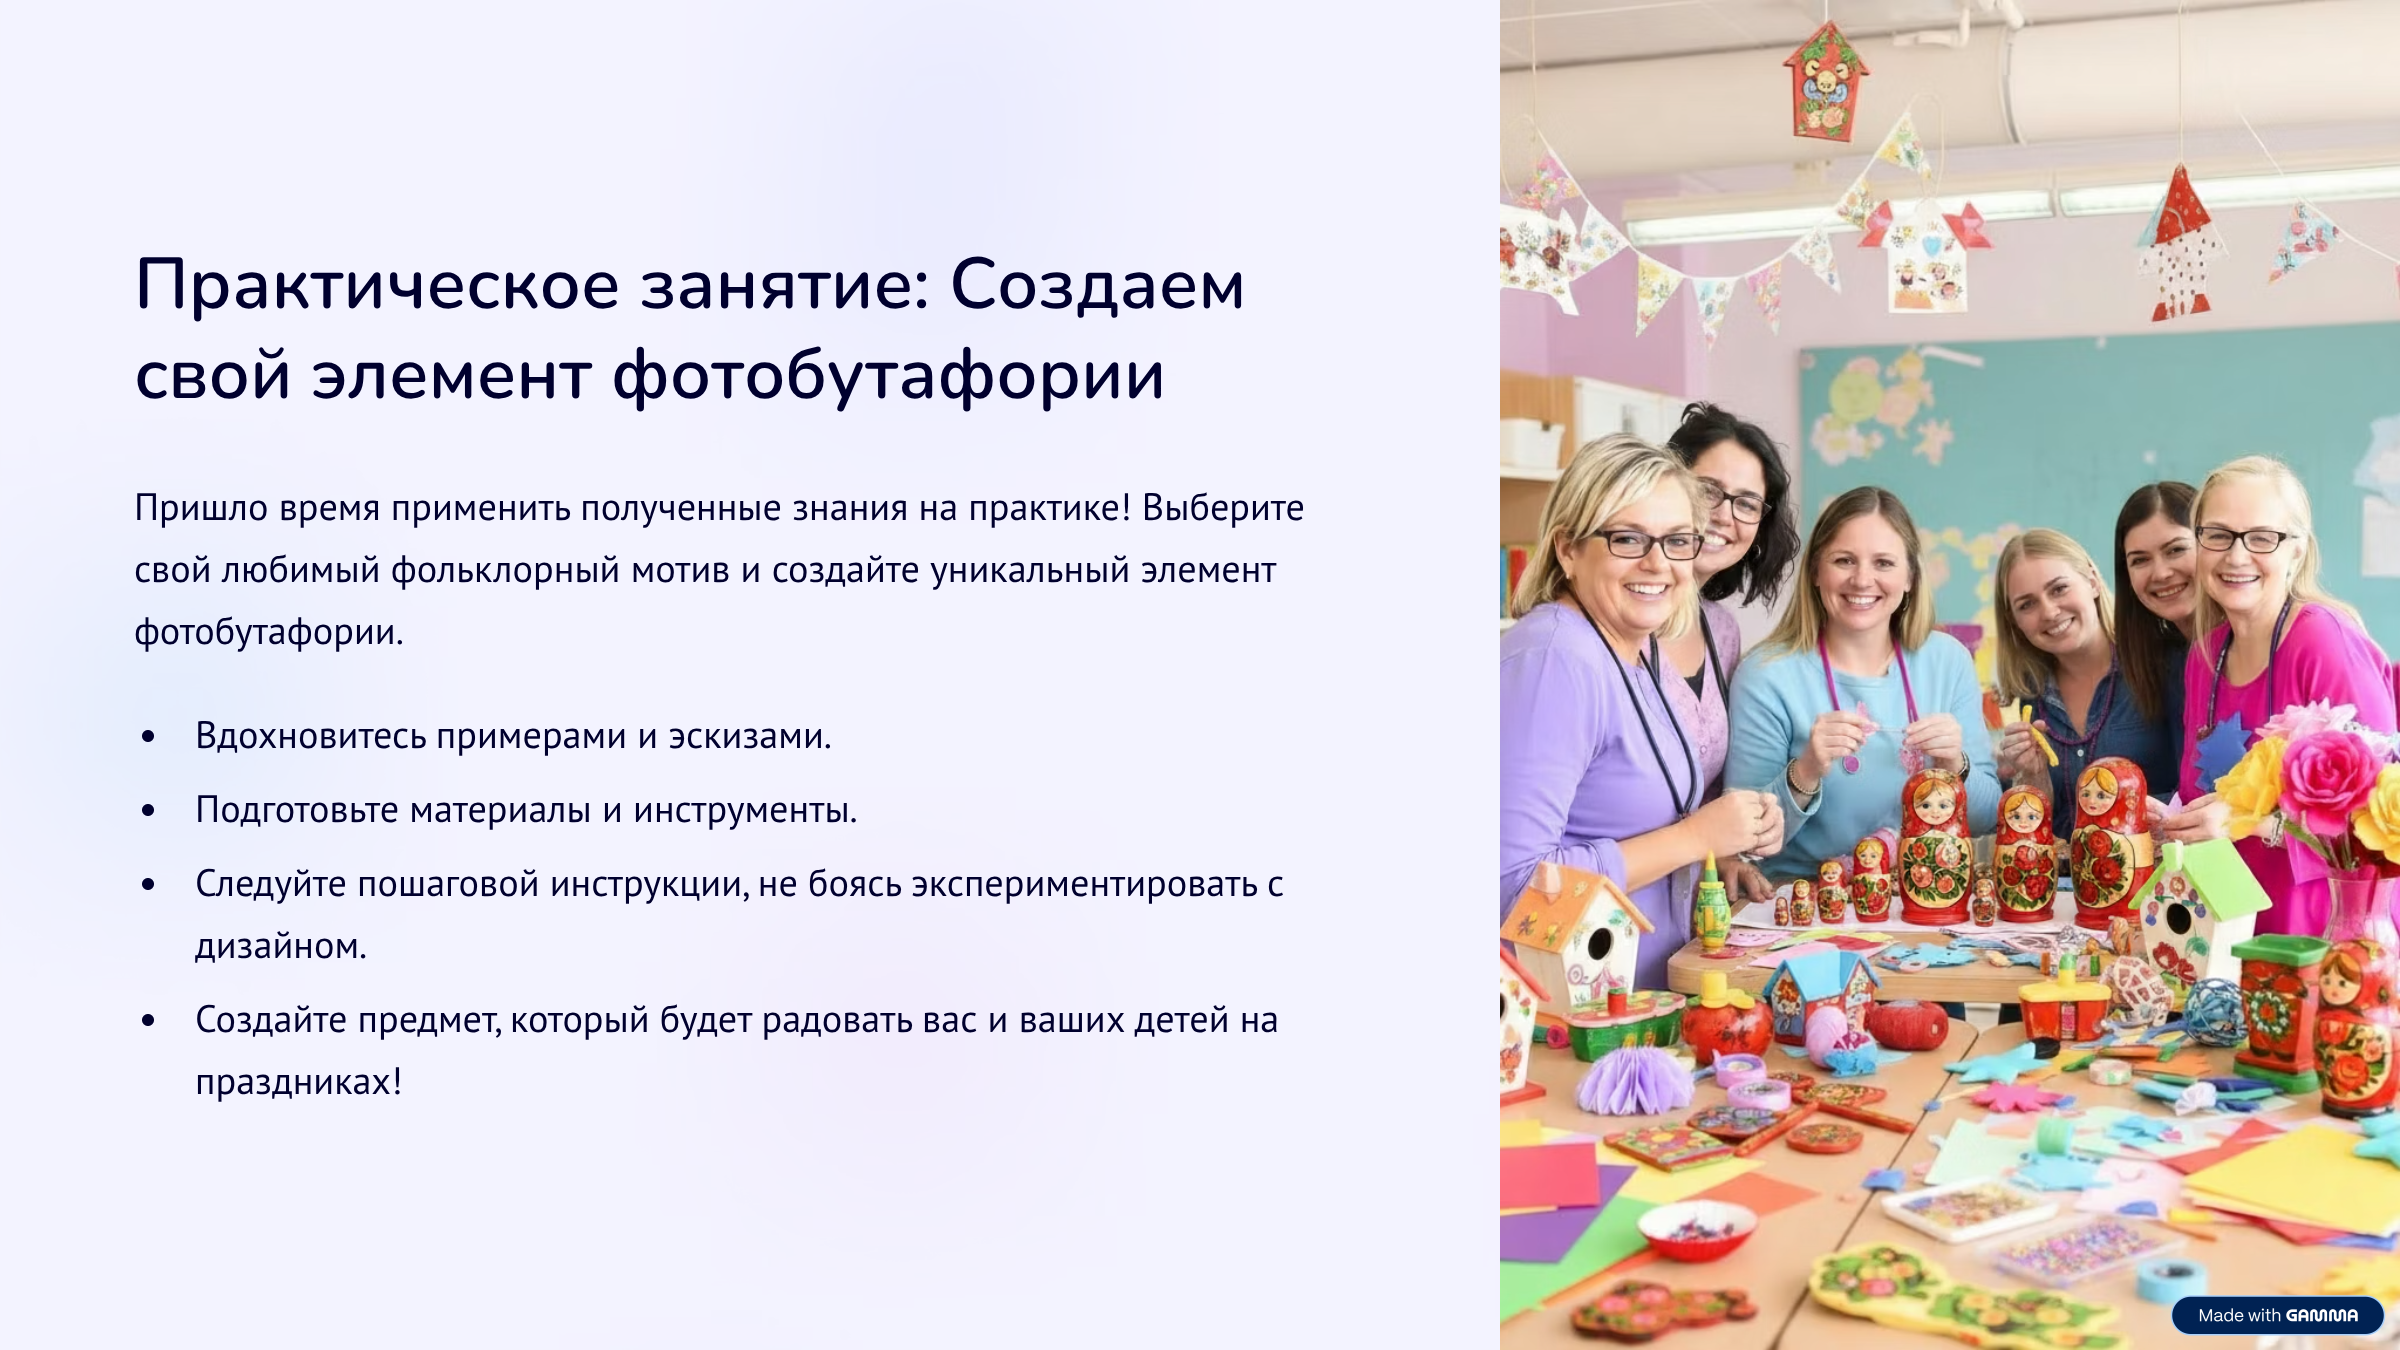 Практическое занятие: Создаем
свой элемент фотобутафории
Пришло время применить полученные знания на практике! Выберите
свой любимый фольклорный мотив и создайте уникальный элемент
фотобутафории.
• Вдохновитесь примерами и эскизами.
• Подготовьте материалы и инструменты.
• Следуйте пошаговой инструкции, не боясь экспериментировать с
дизайном.
• Создайте предмет, который будет радовать вас и ваших детей на
праздниках!
Made with GAMMA